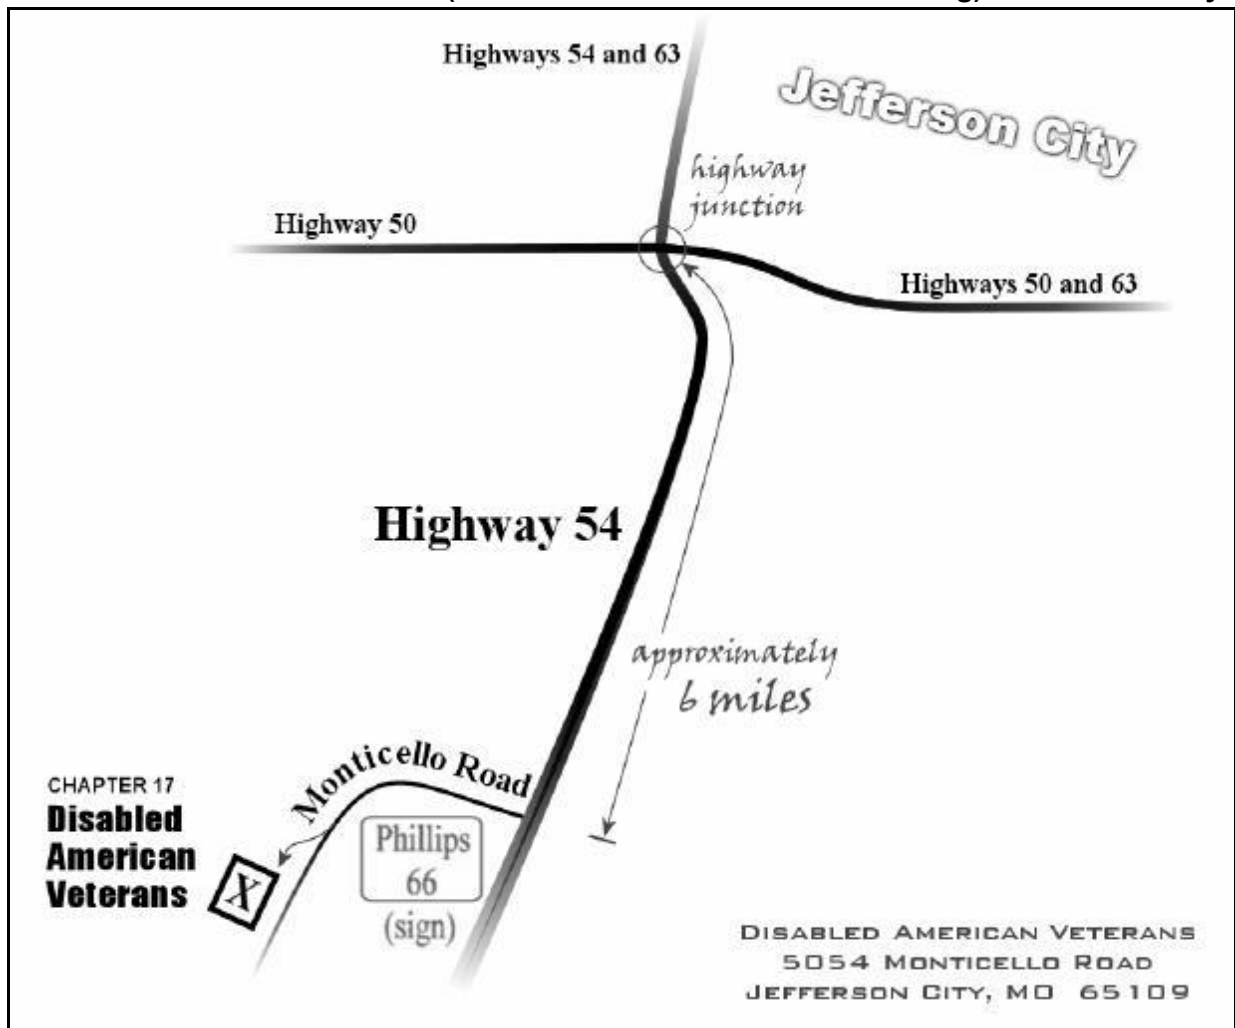 Highways 54 and 63
Jefferson City
highway
junction
Highway 50
Highways 50 and 63
Highway 54
approximately
6 miles
Monticello Road
CHAPTER 17
Disabled
American
Veterans
X
Phillips
66
(sign)
DISABLED AMERICAN VETERANS
5054 MONTICELLO ROAD
JEFFERSON CITY, MO 65109